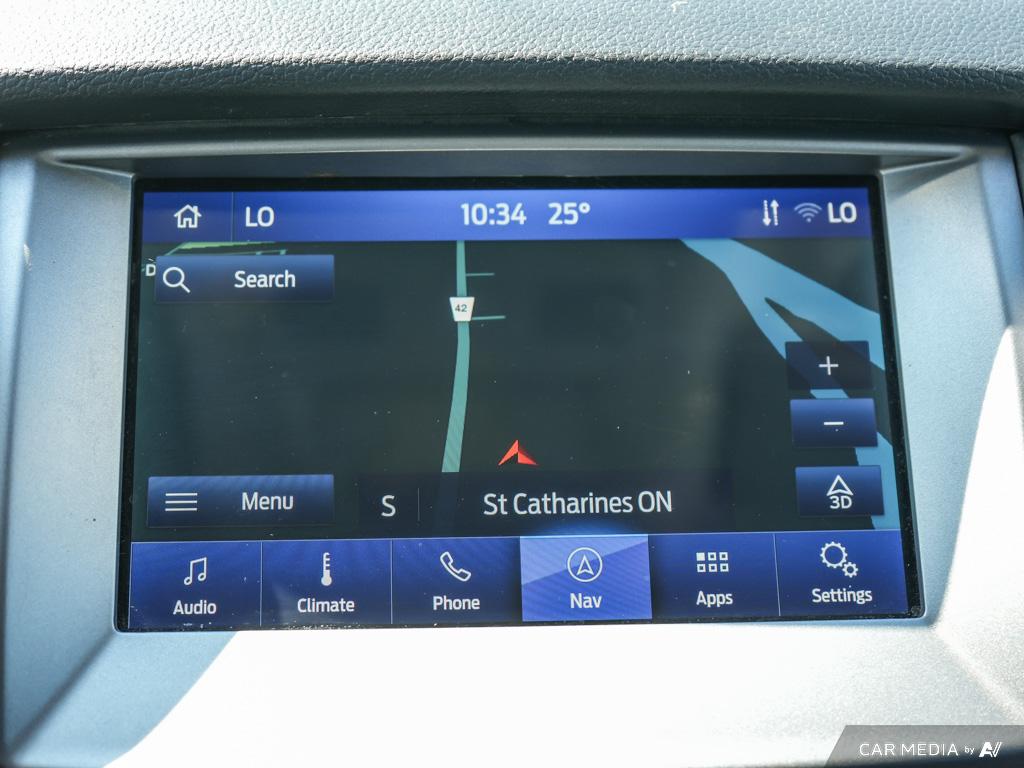 LO 10:34 25° LO
D
Search
42
+
−
Menu S St Catharines ON 3D
Audio Climate Phone Nav Apps Settings
CAR MEDIA by AV